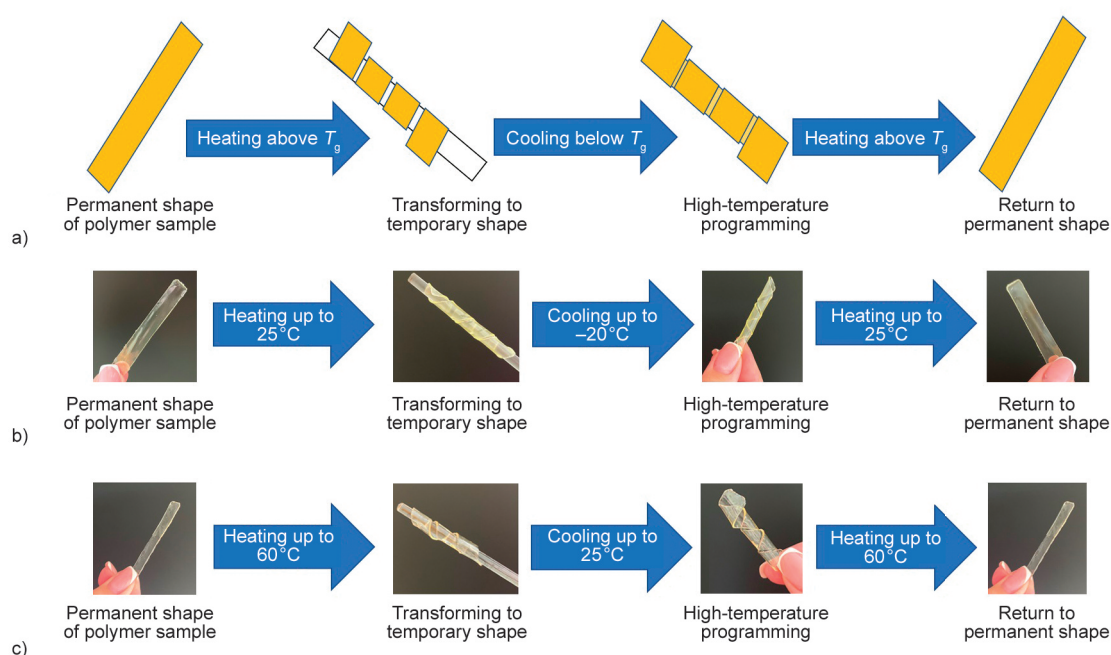 Heating above Tg
Cooling below Tg
Heating above Tg
Permanent shape
of polymer sample
Transforming to
temporary shape
High-temperature
programming
Return to
permanent shape
a)
Heating up to
25°C
Cooling up to
–20°C
Heating up to
25°C
Permanent shape
of polymer sample
Transforming to
temporary shape
High-temperature
programming
Return to
permanent shape
b)
Heating up to
60°C
Cooling up to
25°C
Heating up to
60°C
Permanent shape
of polymer sample
Transforming to
temporary shape
High-temperature
programming
Return to
permanent shape
c)